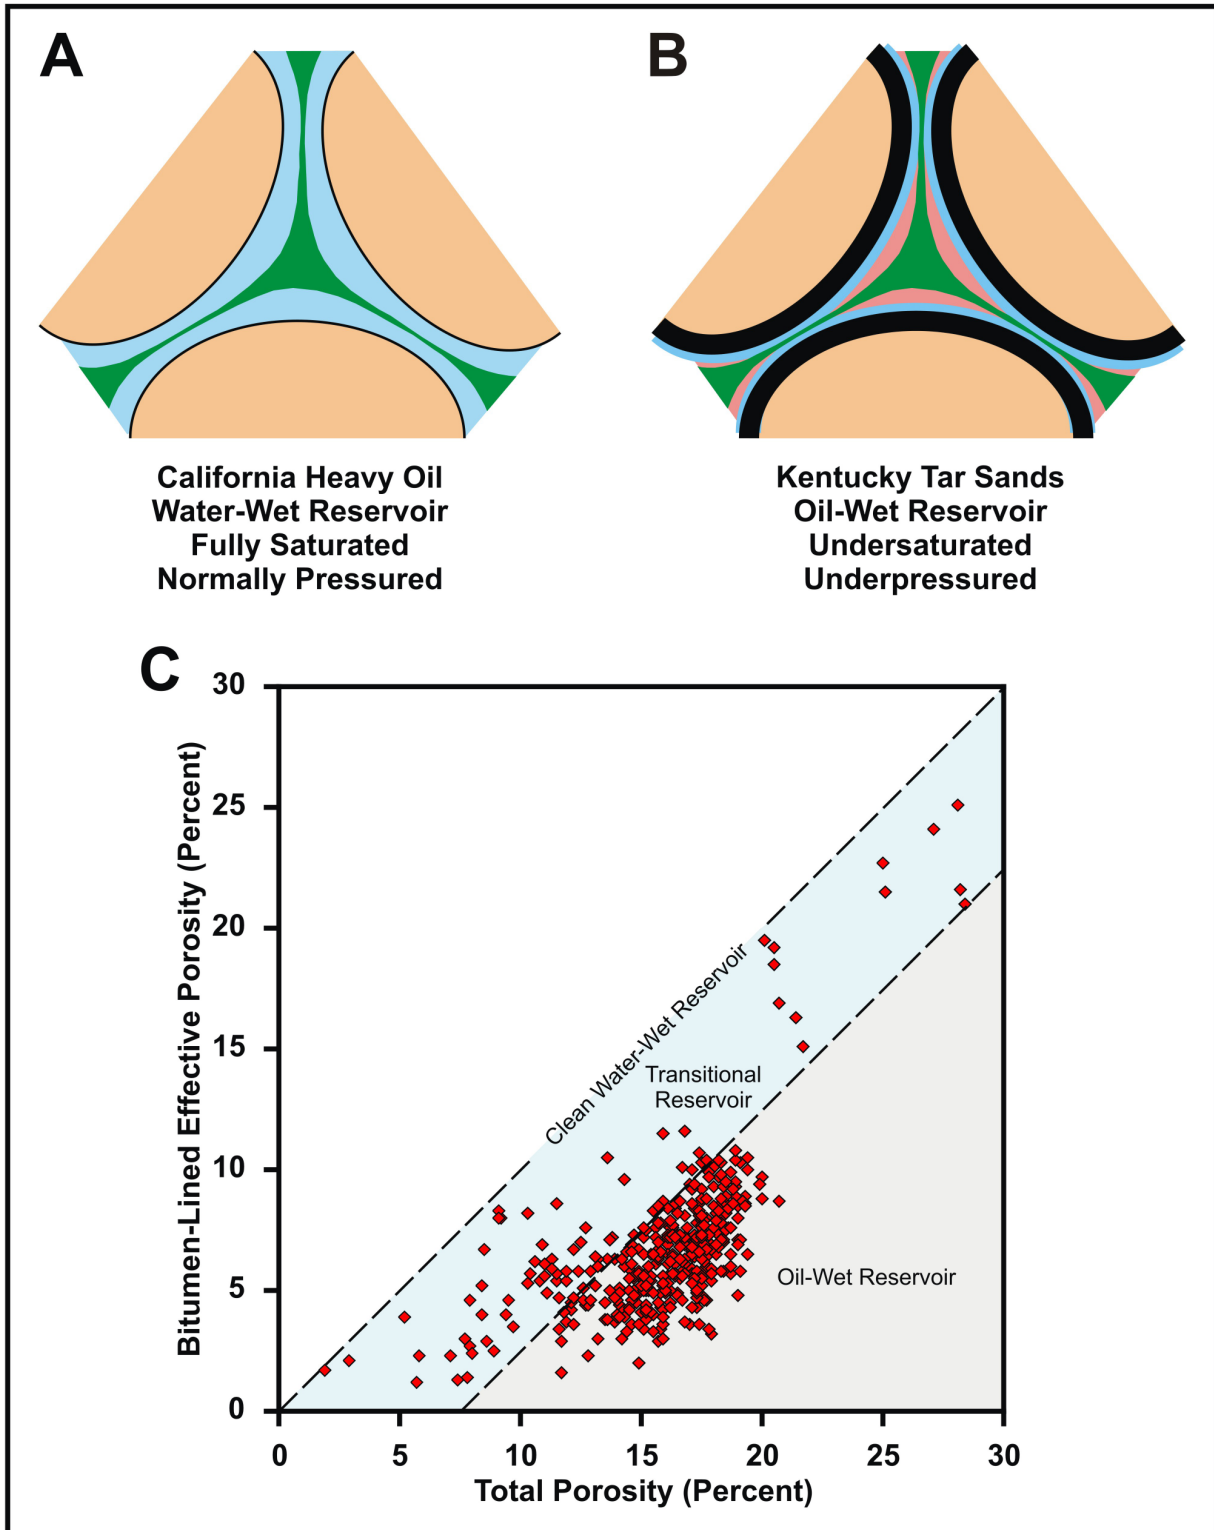 A
B
California Heavy Oil
Water-Wet Reservoir
Fully Saturated
Normally Pressured
Kentucky Tar Sands
Oil-Wet Reservoir
Undersaturated
Underpressured
C
Bitumen-Lined Effective Porosity (Percent)
30
25
20
15
10
5
0
Clean Water-Wet Reservoir
Transitional
Reservoir
Oil-Wet Reservoir
0 5 10 15 20 25 30
Total Porosity (Percent)